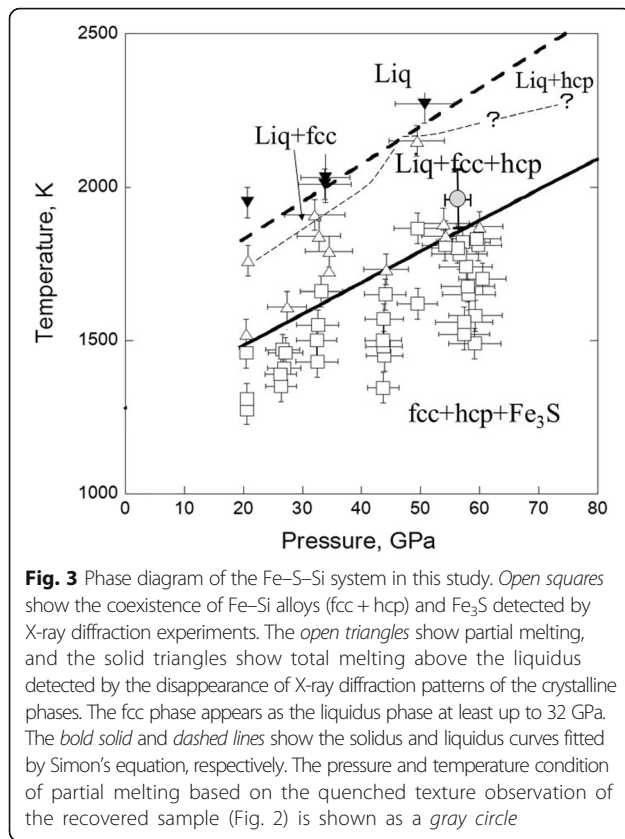 2500
2000
1500
1000
Temperature, K
Liq
Liq+hcp
?
?
Liq+fcc
Liq+fcc+hcp
fcc+hcp+Fe₃S
0 10 20 30 40 50 60 70 80
Pressure, GPa
Fig. 3 Phase diagram of the Fe–S–Si system in this study. Open squares
show the coexistence of Fe–Si alloys (fcc + hcp) and Fe₃S detected by
X-ray diffraction experiments. The open triangles show partial melting,
and the solid triangles show total melting above the liquidus
detected by the disappearance of X-ray diffraction patterns of the crystalline
phases. The fcc phase appears as the liquidus phase at least up to 32 GPa.
The bold solid and dashed lines show the solidus and liquidus curves fitted
by Simon's equation, respectively. The pressure and temperature condition
of partial melting based on the quenched texture observation of
the recovered sample (Fig. 2) is shown as a gray circle